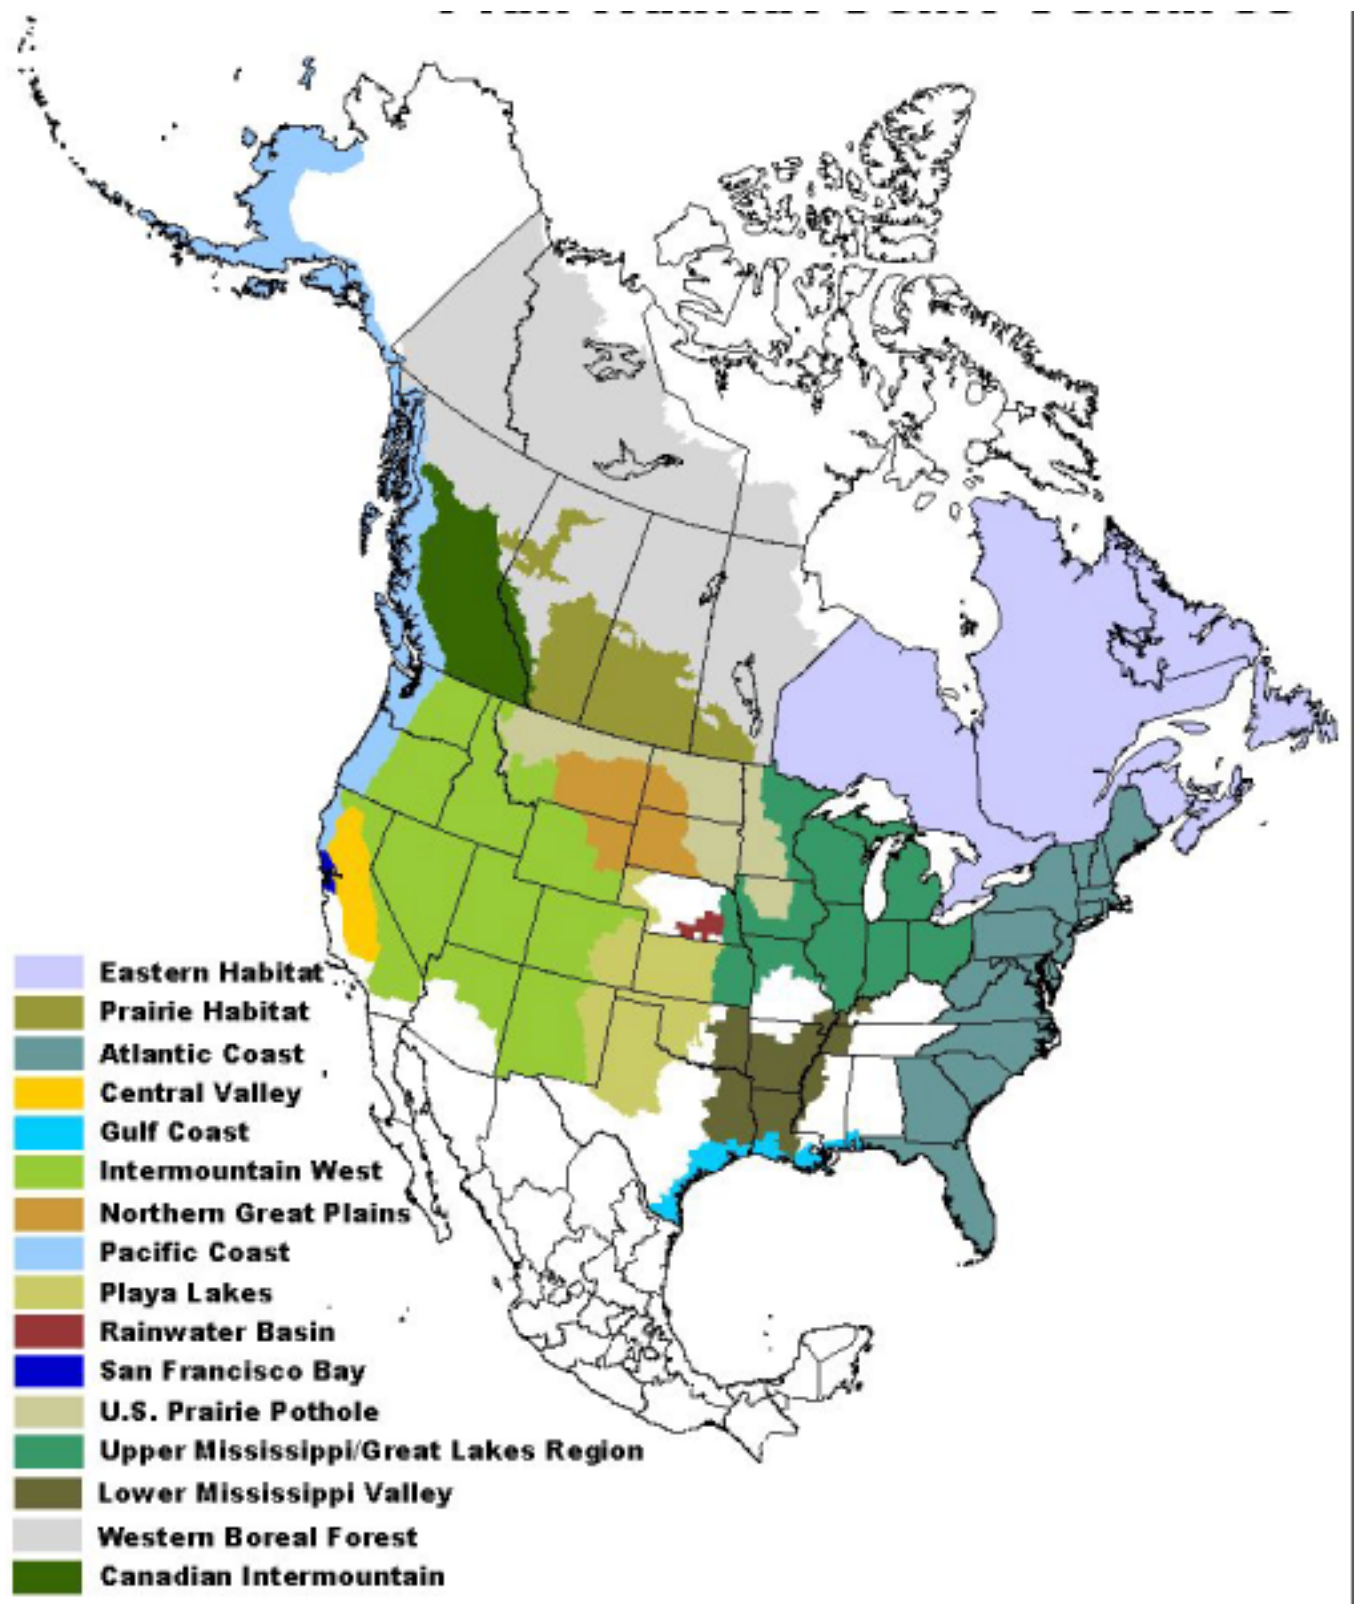 Eastern Habitat
Prairie Habitat
Atlantic Coast
Central Valley
Gulf Coast
Intermountain West
Northern Great Plains
Pacific Coast
Playa Lakes
Rainwater Basin
San Francisco Bay
U.S. Prairie Pothole
Upper Mississippi/Great Lakes Region
Lower Mississippi Valley
Western Boreal Forest
Canadian Intermountain